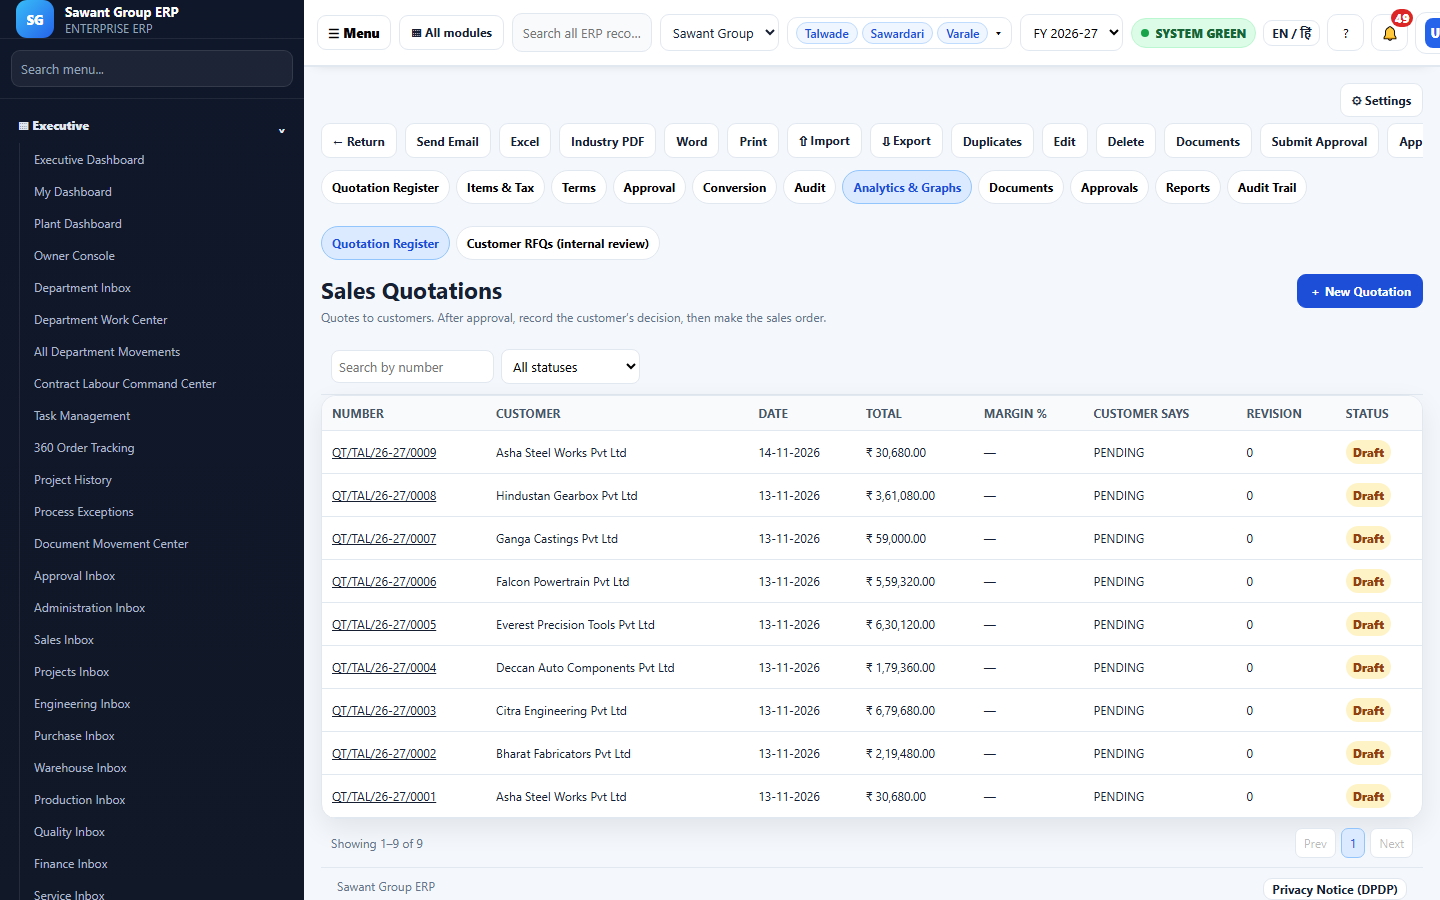 SG
Sawant Group ERP
ENTERPRISE ERP
Search menu...
Executive
Executive Dashboard
My Dashboard
Plant Dashboard
Owner Console
Department Inbox
Department Work Center
All Department Movements
Contract Labour Command Center
Task Management
360 Order Tracking
Project History
Process Exceptions
Document Movement Center
Approval Inbox
Administration Inbox
Sales Inbox
Projects Inbox
Engineering Inbox
Purchase Inbox
Warehouse Inbox
Production Inbox
Quality Inbox
Finance Inbox
Service Inbox
☰ Menu All modules Search all ERP reco... Sawant Group Talwade Sawardari Varale FY 2026-27 SYSTEM GREEN EN / हिं ? 49 U
⚙ Settings
← Return Send Email Excel Industry PDF Word Print ⇧ Import ⇩ Export Duplicates Edit Delete Documents Submit Approval App
Quotation Register Items & Tax Terms Approval Conversion Audit Analytics & Graphs Documents Approvals Reports Audit Trail
Quotation Register Customer RFQs (internal review)
Sales Quotations
+ New Quotation
Quotes to customers. After approval, record the customer's decision, then make the sales order.
Search by number All statuses
NUMBER CUSTOMER DATE TOTAL MARGIN % CUSTOMER SAYS REVISION STATUS
QT/TAL/26-27/0009 Asha Steel Works Pvt Ltd 14-11-2026 ₹ 30,680.00 — PENDING 0 Draft
QT/TAL/26-27/0008 Hindustan Gearbox Pvt Ltd 13-11-2026 ₹ 3,61,080.00 — PENDING 0 Draft
QT/TAL/26-27/0007 Ganga Castings Pvt Ltd 13-11-2026 ₹ 59,000.00 — PENDING 0 Draft
QT/TAL/26-27/0006 Falcon Powertrain Pvt Ltd 13-11-2026 ₹ 5,59,320.00 — PENDING 0 Draft
QT/TAL/26-27/0005 Everest Precision Tools Pvt Ltd 13-11-2026 ₹ 6,30,120.00 — PENDING 0 Draft
QT/TAL/26-27/0004 Deccan Auto Components Pvt Ltd 13-11-2026 ₹ 1,79,360.00 — PENDING 0 Draft
QT/TAL/26-27/0003 Citra Engineering Pvt Ltd 13-11-2026 ₹ 6,79,680.00 — PENDING 0 Draft
QT/TAL/26-27/0002 Bharat Fabricators Pvt Ltd 13-11-2026 ₹ 2,19,480.00 — PENDING 0 Draft
QT/TAL/26-27/0001 Asha Steel Works Pvt Ltd 13-11-2026 ₹ 30,680.00 — PENDING 0 Draft
Showing 1–9 of 9 Prev 1 Next
Sawant Group ERP Privacy Notice (DPDP)